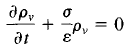 ∂ρᵥ/∂t + σ/ε ρᵥ = 0